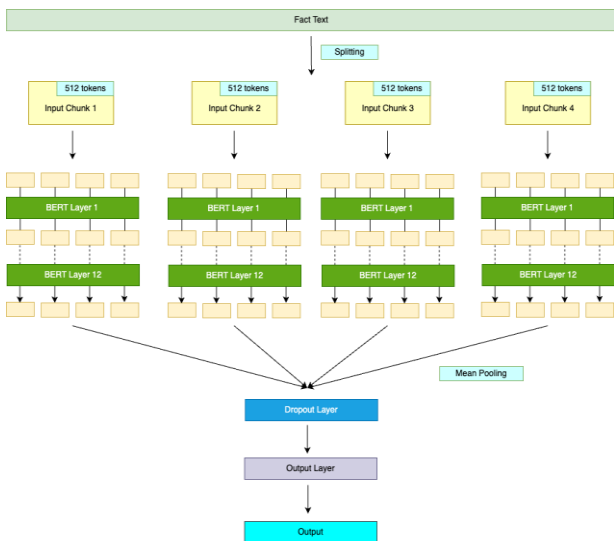 Fact Text
Splitting
512 tokens
512 tokens
512 tokens
512 tokens
Input Chunk 1
Input Chunk 2
Input Chunk 3
Input Chunk 4
BERT Layer 1
BERT Layer 1
BERT Layer 1
BERT Layer 1
BERT Layer 12
BERT Layer 12
BERT Layer 12
BERT Layer 12
Mean Pooling
Dropout Layer
Output Layer
Output